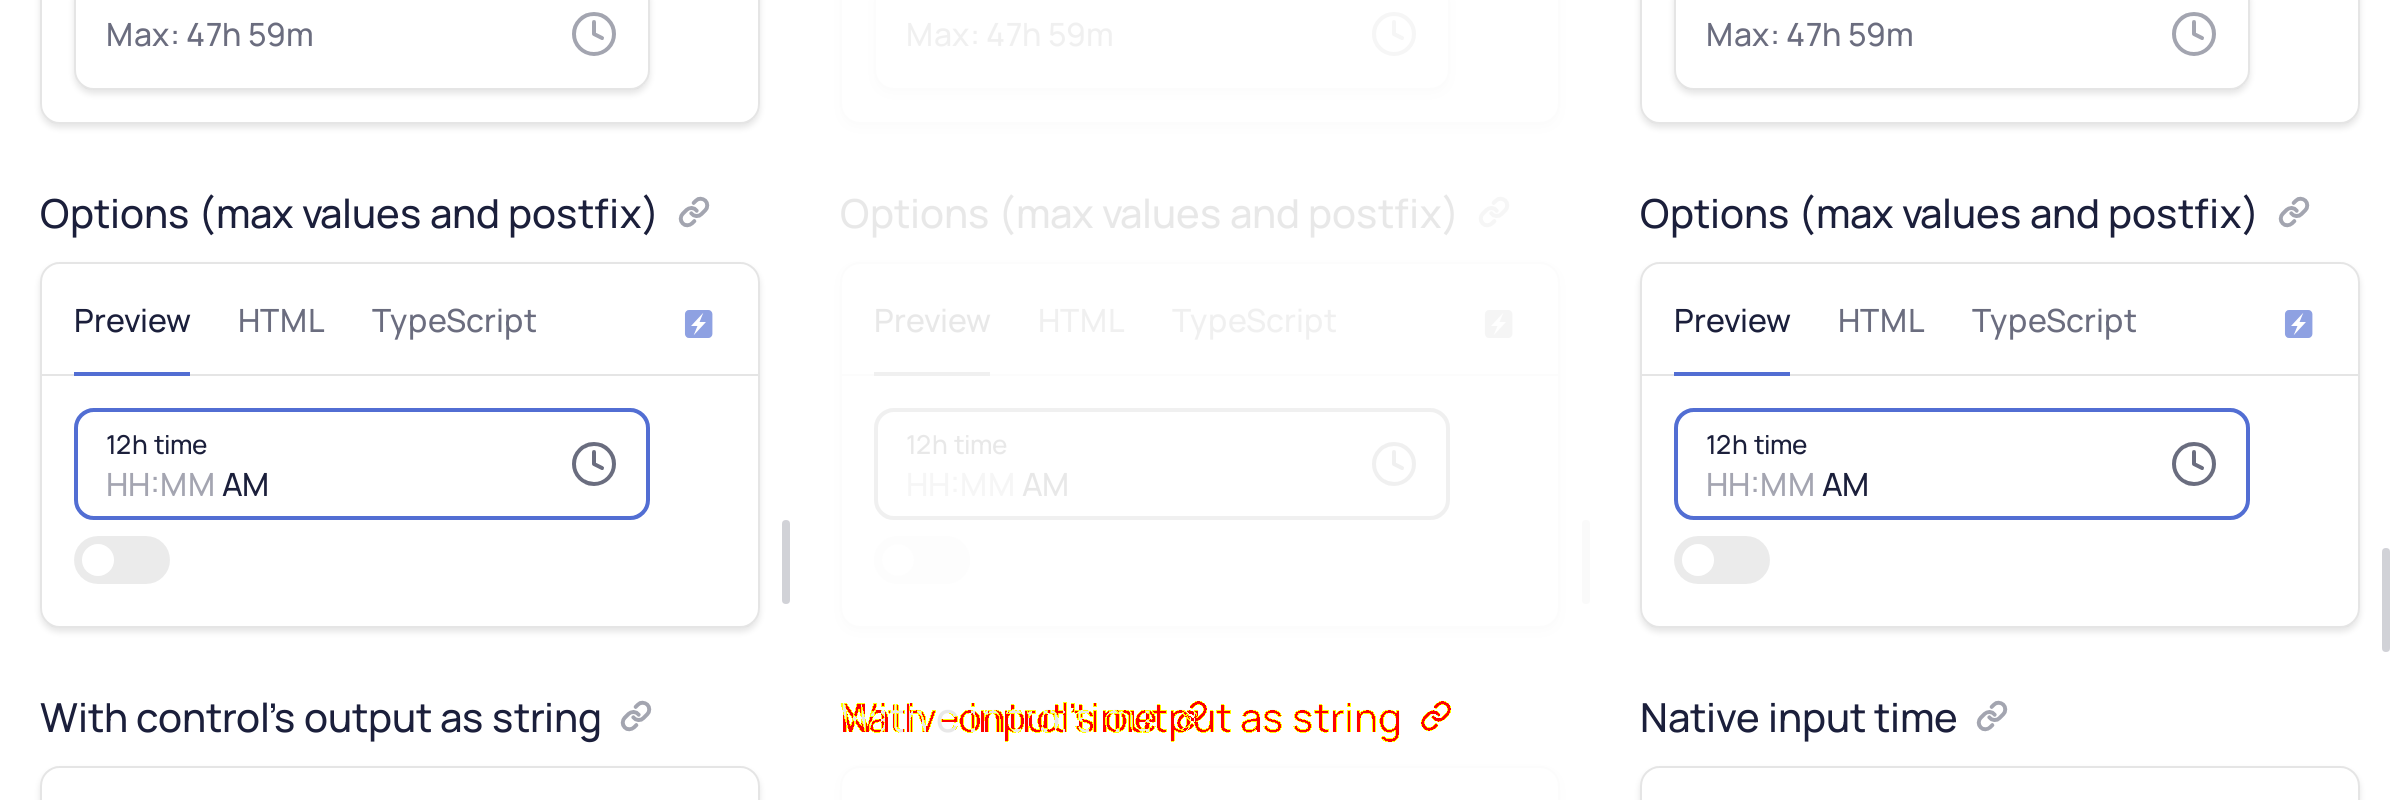 Max: 47h 59m
Options (max values and postfix)
Preview HTML TypeScript
12h time
HH:MM AM
With control's output as string
Max: 47h 59m
Options (max values and postfix)
Preview HTML TypeScript
12h time
HH:MM AM
put as string
Max: 47h 59m
Options (max values and postfix)
Preview HTML TypeScript
12h time
HH:MM AM
Native input time